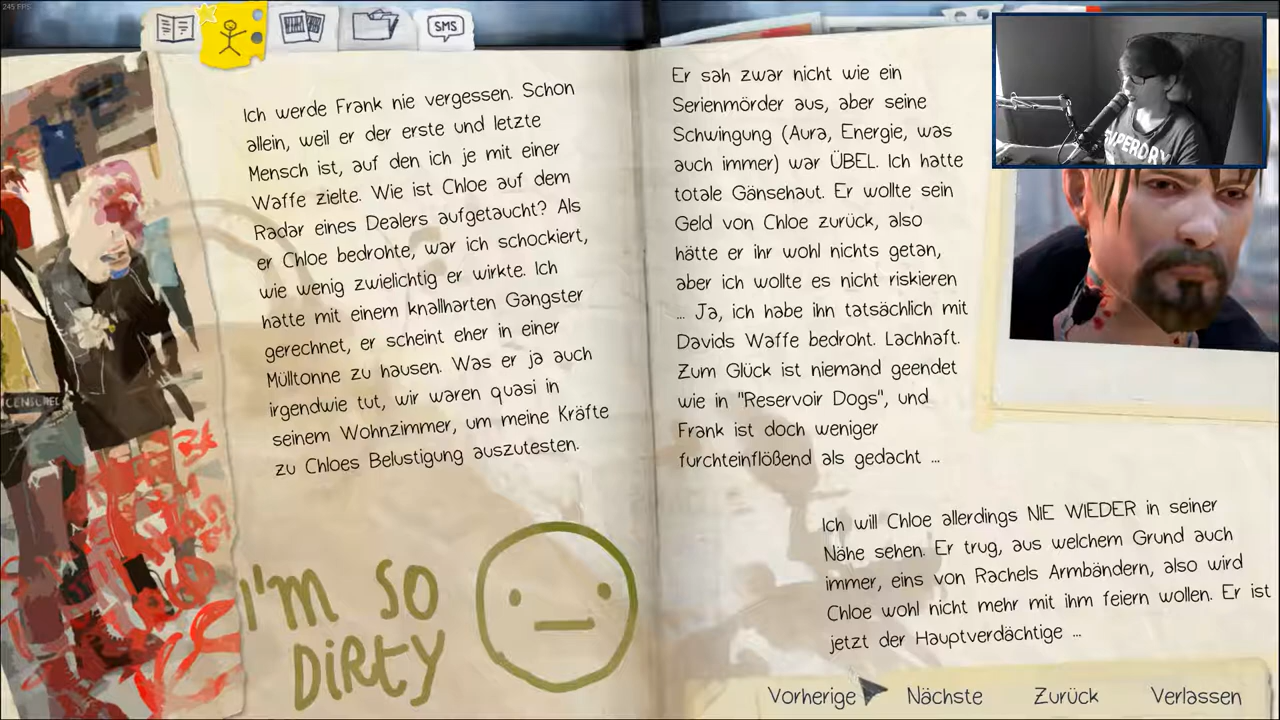 245 FPS
SMS
Ich werde Frank nie vergessen. Schon
allein, weil er der erste und letzte
Mensch ist, auf den ich je mit einer
Waffe zielte. Wie ist Chloe auf dem
Radar eines Dealers aufgetaucht? Als
er Chloe bedrohte, war ich schockiert,
wie wenig zwielichtig er wirkte. Ich
hatte mit einem knallharten Gangster
gerechnet, er scheint eher in einer
Mülltonne zu hausen. Was er ja auch
irgendwie tut, wir waren quasi in
seinem Wohnzimmer, um meine Kräfte
zu Chloes Belustigung auszutesten.
I'M SO
DiRtY
Er sah zwar nicht wie ein
Serienmörder aus, aber seine
Schwingung (Aura, Energie, was
auch immer) war ÜBEL. Ich hatte
totale Gänsehaut. Er wollte sein
Geld von Chloe zurück, also
hätte er ihr wohl nichts getan,
aber ich wollte es nicht riskieren
... Ja, ich habe ihn tatsächlich mit
Davids Waffe bedroht. Lachhaft.
Zum Glück ist niemand geendet
wie in "Reservoir Dogs", und
Frank ist doch weniger
furchteinflößend als gedacht ...
Ich will Chloe allerdings NIE WIEDER in seiner
Nähe sehen. Er trug, aus welchem Grund auch
immer, eins von Rachels Armbändern, also wird
Chloe wohl nicht mehr mit ihm feiern wollen. Er ist
jetzt der Hauptverdächtige ...
SUPERDRY
Vorherige Nächste Zurück Verlassen